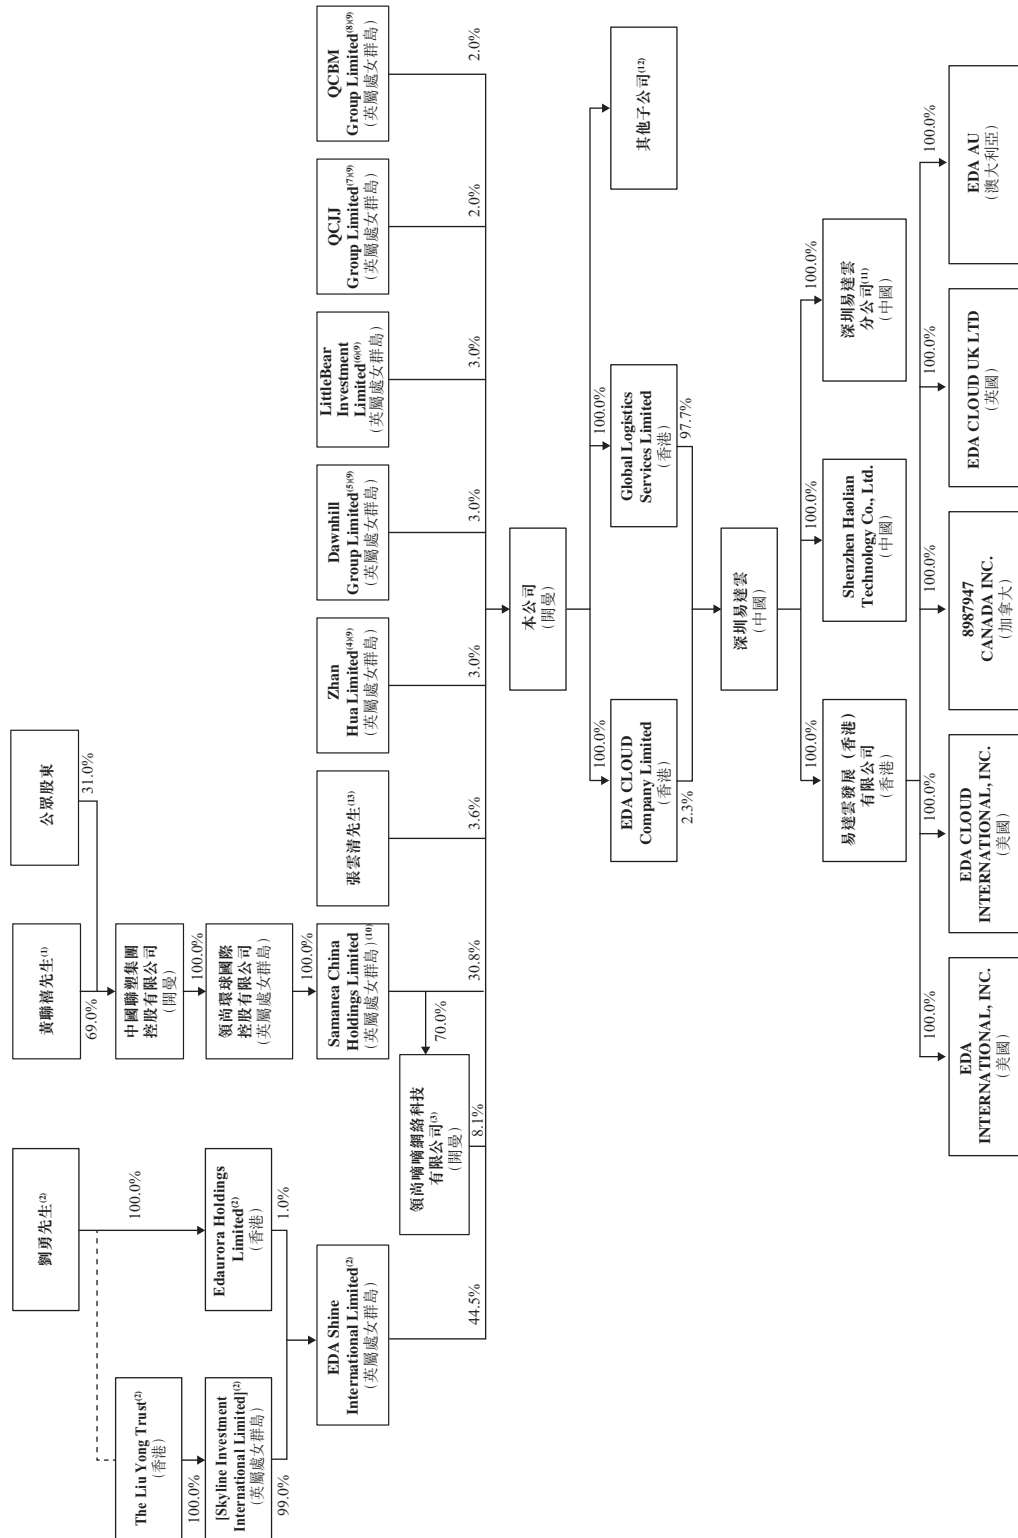 劉勇先生(2)
黃聯禧先生(1)
公眾股東
100.0%
69.0%
31.0%
The Liu Yong Trust(2)
(香港)
中國聯塑集團
控股有限公司
(開曼)
100.0%
100.0%
[Skyline Investment
International Limited](2)
(英屬處女群島)
Edaurora Holdings
Limited(2)
(香港)
領尚環球國際
控股有限公司
(英屬處女群島)
99.0%
1.0%
100.0%
EDA Shine
International Limited(2)
(英屬處女群島)
Samanea China
Holdings Limited
(英屬處女群島)(10)
張雲清先生(13)
Zhan
Hua Limited(4)(9)
(英屬處女群島)
Dawnhill
Group Limited(5)(9)
(英屬處女群島)
LittleBear
Investment
Limited(6)(9)
(英屬處女群島)
QCJJ
Group Limited(7)(9)
(英屬處女群島)
QCBM
Group Limited(8)(9)
(英屬處女群島)
70.0%
領尚嘀嘀網絡科技
有限公司(3)
(開曼)
44.5%
8.1%
30.8%
3.6%
3.0%
3.0%
3.0%
2.0%
2.0%
本公司
(開曼)
100.0%
100.0%
EDA CLOUD
Company Limited
(香港)
Global Logistics
Services Limited
(香港)
其他子公司(12)
2.3%
97.7%
深圳易達雲
(中國)
100.0%
100.0%
100.0%
易達雲發展(香港)
有限公司
(香港)
Shenzhen Haolian
Technology Co., Ltd.
(中國)
深圳易達雲
分公司(11)
(中國)
100.0%
100.0%
100.0%
100.0%
100.0%
EDA
INTERNATIONAL, INC.
(美國)
EDA CLOUD
INTERNATIONAL, INC.
(美國)
8987947
CANADA INC.
(加拿大)
EDA CLOUD UK LTD
(英國)
EDA AU
(澳大利亞)